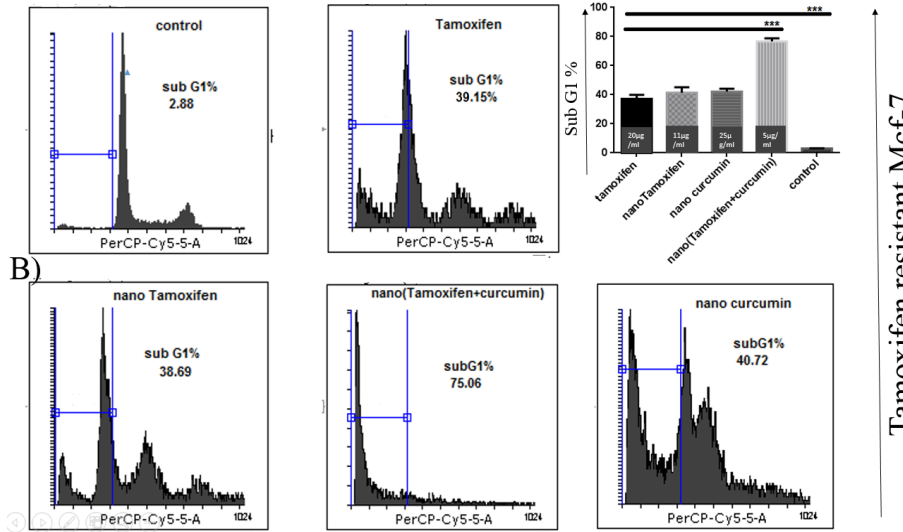 control
sub G1%
2.88
PerCP-Cy5-5-A
1024
Tamoxifen
sub G1%
39.15%
PerCP-Cy5-5-A
1024
Sub G1 %
100
80
60
40
20
0
***
***
20µg
/ml
11µg
/ml
25µ
g/ml
5µg/
ml
tamoxifen
nanoTamoxifen
nano curcumin
nano(Tamoxifen+curcumin)
control
B)
nano Tamoxifen
sub G1%
38.69
PerCP-Cy5-5-A
1024
nano(Tamoxifen+curcumin)
subG1%
75.06
PerCP-Cy5-5-A
1024
nano curcumin
subG1%
40.72
PerCP-Cy5-5-A
1024
Tamoxifen resistant Mcf-7